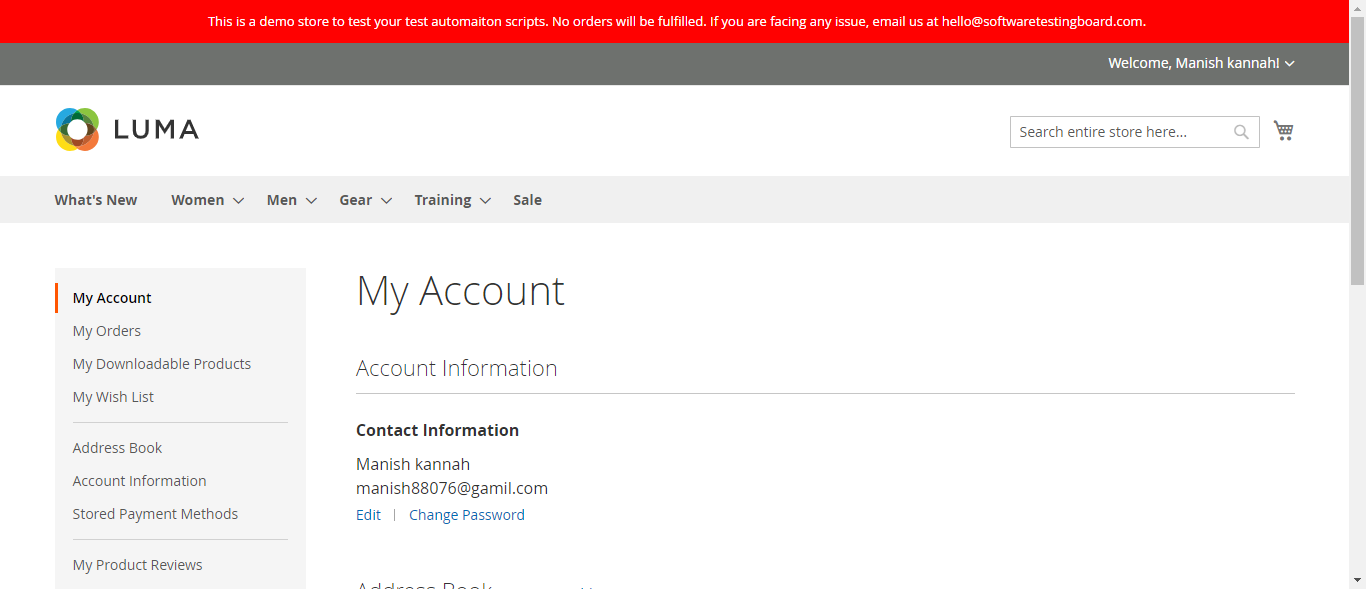 This is a demo store to test your test automaiton scripts. No orders will be fulfilled. If you are facing any issue, email us at hello@softwaretestingboard.com.
Welcome, Manish kannah!
LUMA
Search entire store here...
What's New Women Men Gear Training Sale
My Account
My Orders
My Downloadable Products
My Wish List
Address Book
Account Information
Stored Payment Methods
My Product Reviews
My Account
Account Information
Contact Information
Manish kannah
manish88076@gamil.com
Edit | Change Password
Address Book